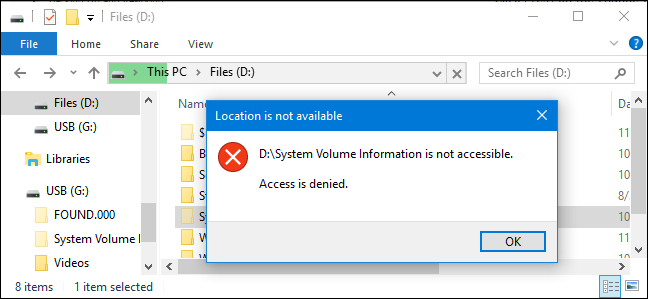 Files (D:)
File
Home
Share
View
This PC
Files (D:)
Search Files (D:)
Files (D:)
USB (G:)
Libraries
USB (G:)
FOUND.000
System Volume I
Videos
Name
Da
$
11
B
10
S
10
S
8/
Sy
10
W
11
W
10
Location is not available
D:\System Volume Information is not accessible.
Access is denied.
OK
8 items
1 item selected